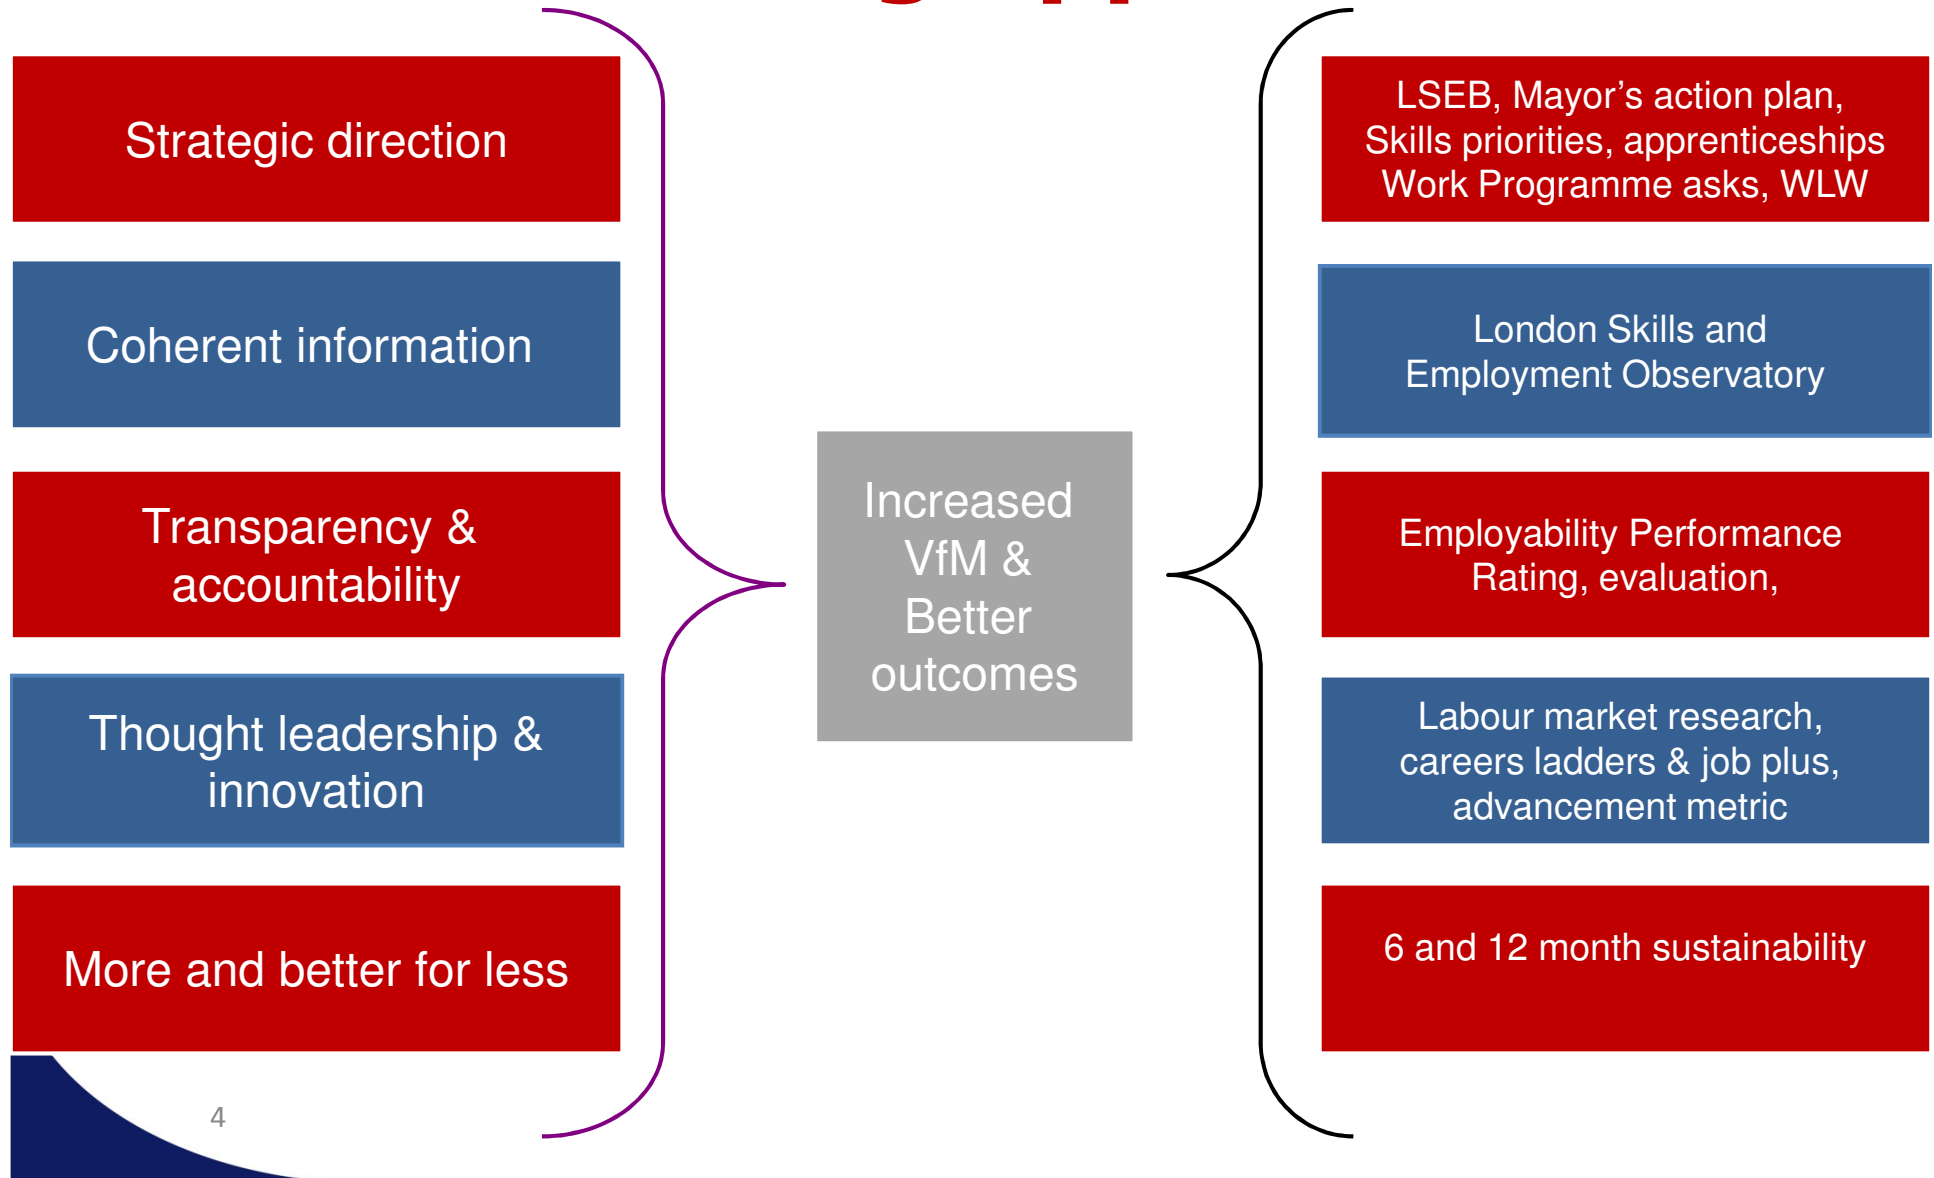 Strategic direction
Coherent information
Transparency &
accountability
Thought leadership &
innovation
More and better for less
Increased
VfM &
Better
outcomes
LSEB, Mayor’s action plan,
Skills priorities, apprenticeships
Work Programme asks, WLW
London Skills and
Employment Observatory
Employability Performance
Rating, evaluation,
Labour market research,
careers ladders & job plus,
advancement metric
6 and 12 month sustainability
4